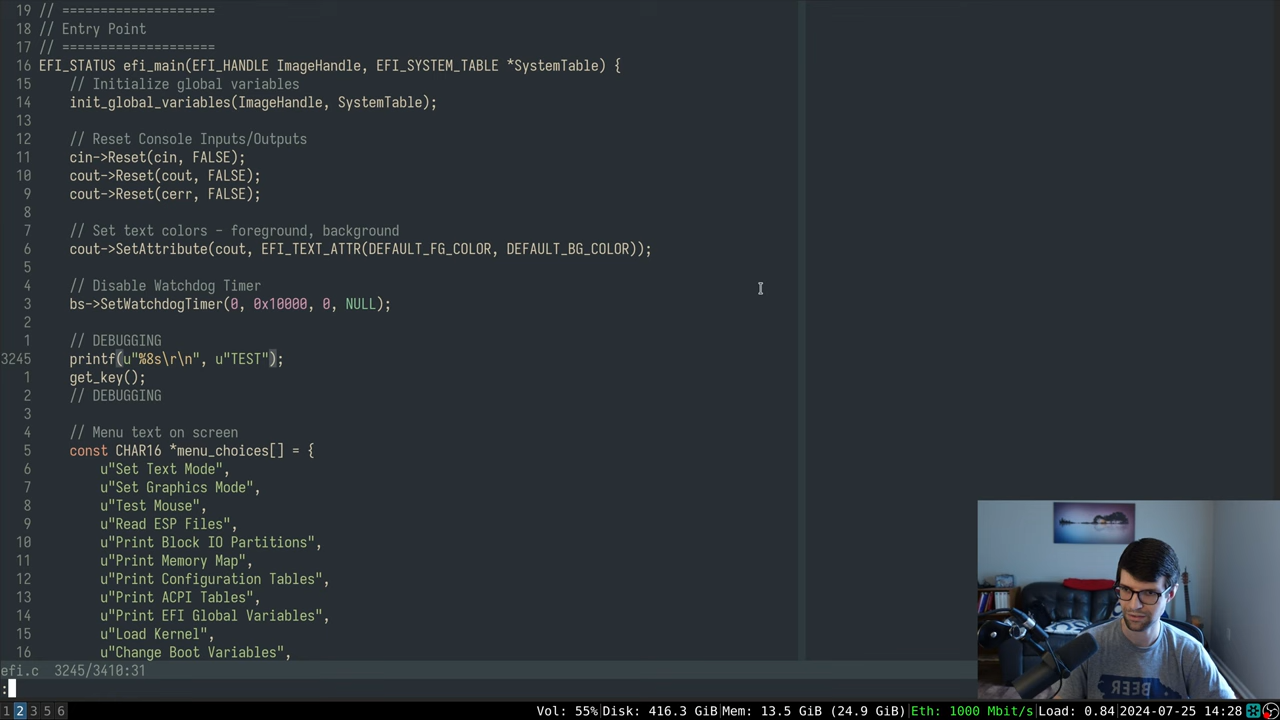 19 // ====================
18 // Entry Point
17 // ====================
16 EFI_STATUS efi_main(EFI_HANDLE ImageHandle, EFI_SYSTEM_TABLE *SystemTable) {
15     // Initialize global variables
14     init_global_variables(ImageHandle, SystemTable);
13
12     // Reset Console Inputs/Outputs
11     cin->Reset(cin, FALSE);
10     cout->Reset(cout, FALSE);
9     cout->Reset(cerr, FALSE);
8
7     // Set text colors - foreground, background
6     cout->SetAttribute(cout, EFI_TEXT_ATTR(DEFAULT_FG_COLOR, DEFAULT_BG_COLOR));
5
4     // Disable Watchdog Timer
3     bs->SetWatchdogTimer(0, 0x10000, 0, NULL);
2
1     // DEBUGGING
3245     printf(u"%8s\r\n", u"TEST");
1     get_key();
2     // DEBUGGING
3
4     // Menu text on screen
5     const CHAR16 *menu_choices[] = {
6         u"Set Text Mode",
7         u"Set Graphics Mode",
8         u"Test Mouse",
9         u"Read ESP Files",
10         u"Print Block IO Partitions",
11         u"Print Memory Map",
12         u"Print Configuration Tables",
13         u"Print ACPI Tables",
14         u"Print EFI Global Variables",
15         u"Load Kernel",
16         u"Change Boot Variables",
efi.c  3245/3410:31
:
1 2 3 5 6 Vol: 55%|Disk: 416.3 GiB|Mem: 13.5 GiB (24.9 GiB)|Eth: 1000 Mbit/s|Load: 0.84|2024-07-25 14:28
BEER